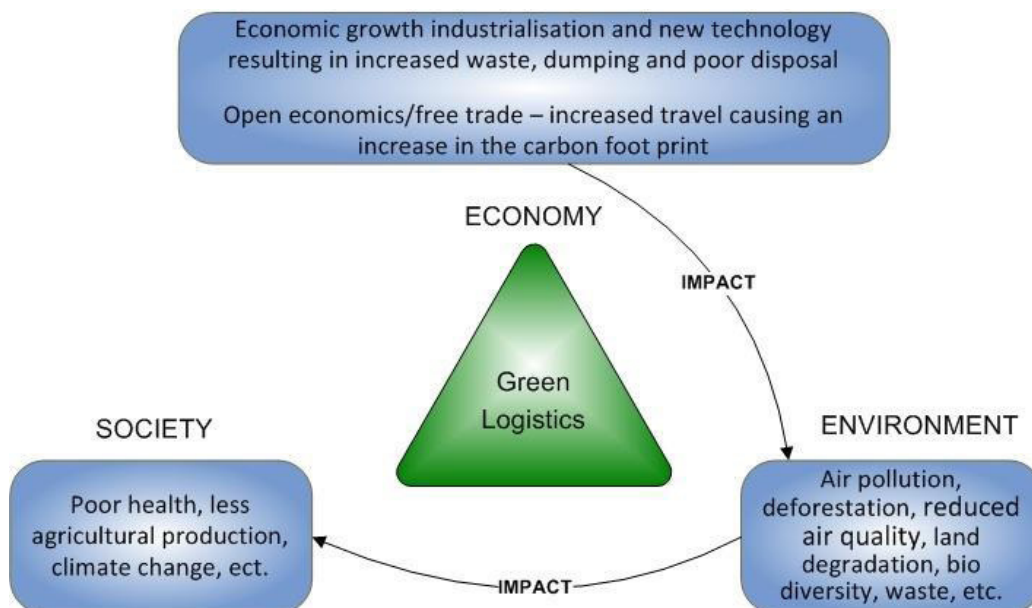 Economic growth industrialisation and new technology
resulting in increased waste, dumping and poor disposal
Open economics/free trade – increased travel causing an
increase in the carbon foot print
ECONOMY
IMPACT
Green
Logistics
SOCIETY
Poor health, less
agricultural production,
climate change, ect.
ENVIRONMENT
Air pollution,
deforestation, reduced
air quality, land
degradation, bio
diversity, waste, etc.
IMPACT